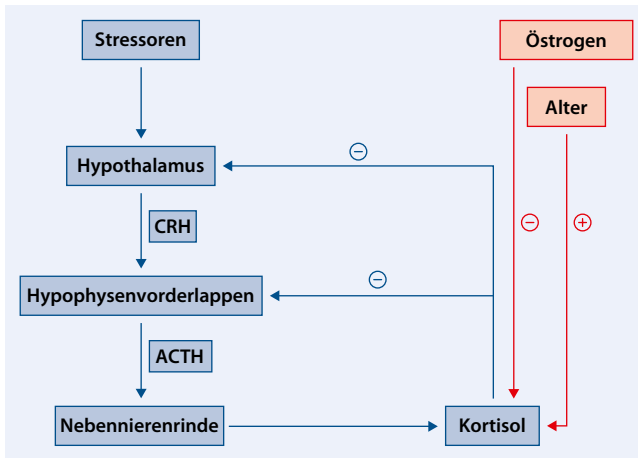 Stressoren
Östrogen
Alter
Hypothalamus
−
CRH
−
+
Hypophysenvorderlappen
−
ACTH
Nebennierenrinde
Kortisol